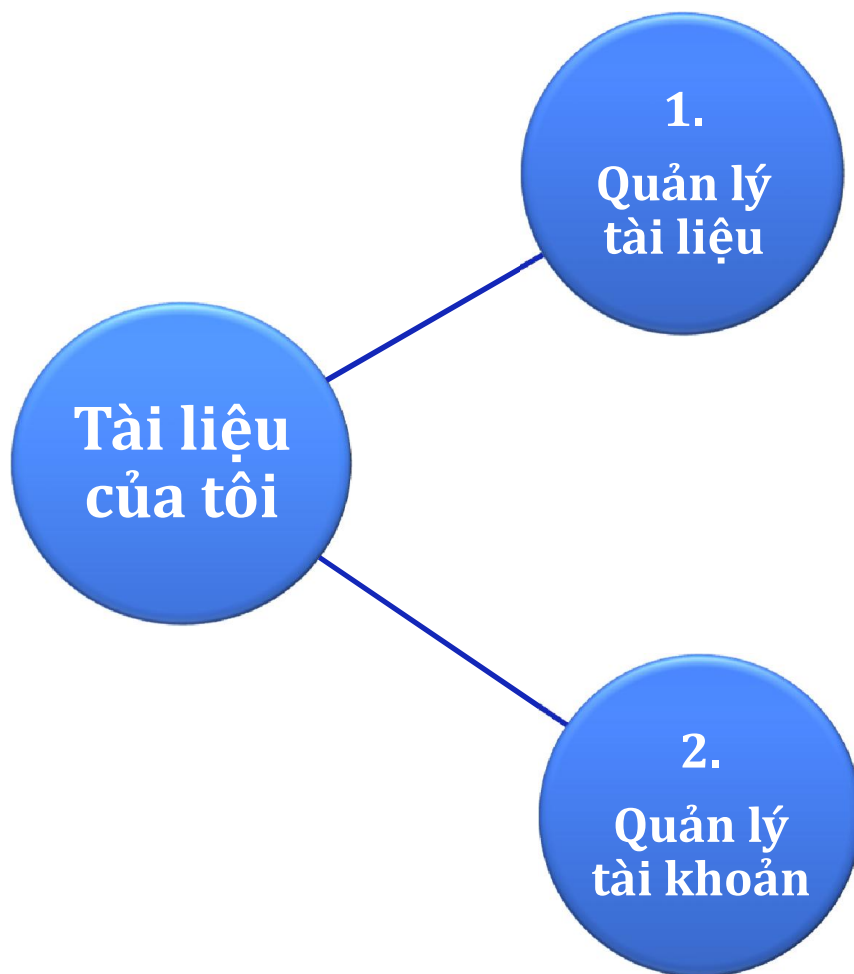 1.
Quản lý
tài liệu
Tài liệu
của tôi
2.
Quản lý
tài khoản